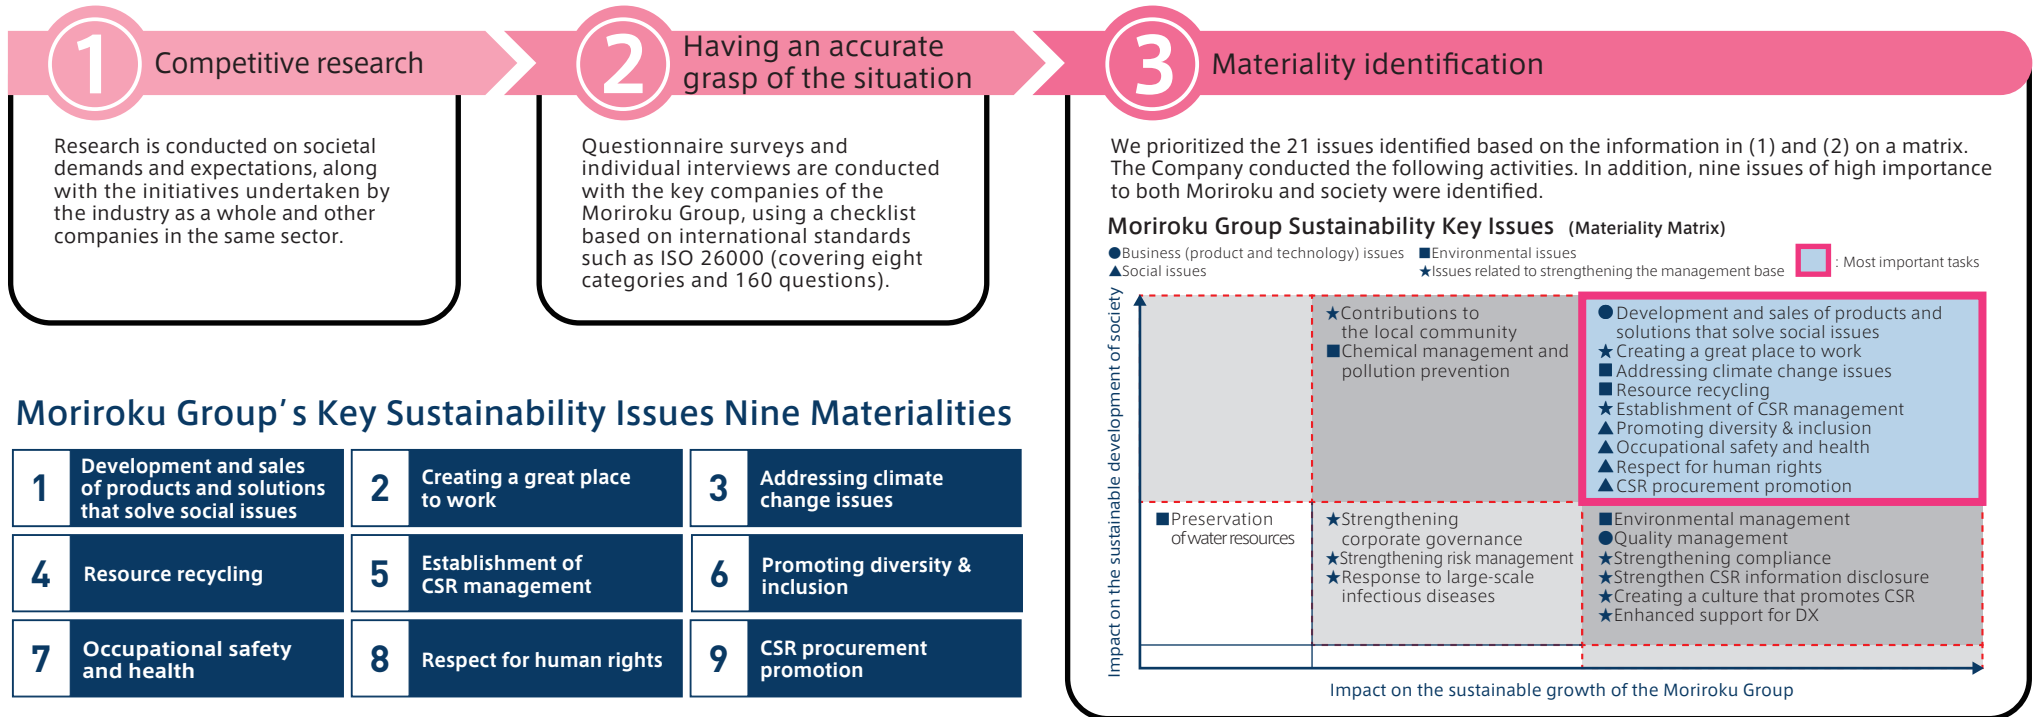 1
Competitive research
Research is conducted on societal
demands and expectations, along
with the initiatives undertaken by
the industry as a whole and other
companies in the same sector.
2
Having an accurate
grasp of the situation
Questionnaire surveys and
individual interviews are conducted
with the key companies of the
Moriroku Group, using a checklist
based on international standards
such as ISO 26000 (covering eight
categories and 160 questions).
3
Materiality identification
We prioritized the 21 issues identified based on the information in (1) and (2) on a matrix.
The Company conducted the following activities. In addition, nine issues of high importance
to both Moriroku and society were identified.
Moriroku Group Sustainability Key Issues (Materiality Matrix)
●Business (product and technology) issues ■Environmental issues
▲Social issues ★Issues related to strengthening the management base
: Most important tasks
Impact on the sustainable development of society
★Contributions to
the local community
■Chemical management and
pollution prevention
●Development and sales of products and
solutions that solve social issues
★Creating a great place to work
■Addressing climate change issues
■Resource recycling
★Establishment of CSR management
▲Promoting diversity & inclusion
▲Occupational safety and health
▲Respect for human rights
▲CSR procurement promotion
■Preservation
of water resources
★Strengthening
corporate governance
★Strengthening risk management
★Response to large-scale
infectious diseases
■Environmental management
●Quality management
★Strengthening compliance
★Strengthen CSR information disclosure
★Creating a culture that promotes CSR
★Enhanced support for DX
Impact on the sustainable growth of the Moriroku Group
Moriroku Group's Key Sustainability Issues Nine Materialities
1
Development and sales
of products and solutions
that solve social issues
2
Creating a great place
to work
3
Addressing climate
change issues
4
Resource recycling
5
Establishment of
CSR management
6
Promoting diversity &
inclusion
7
Occupational safety
and health
8
Respect for human rights
9
CSR procurement
promotion